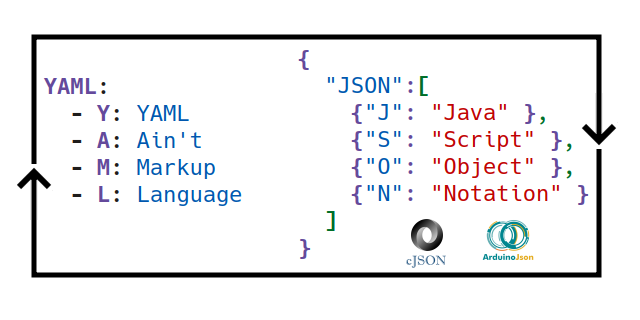 YAML:
  - Y: YAML
  - A: Ain't
  - M: Markup
  - L: Language
{
  "JSON":[
    {"J": "Java" },
    {"S": "Script" },
    {"O": "Object" },
    {"N": "Notation" }
  ]
}
cJSON
ArduinoJson